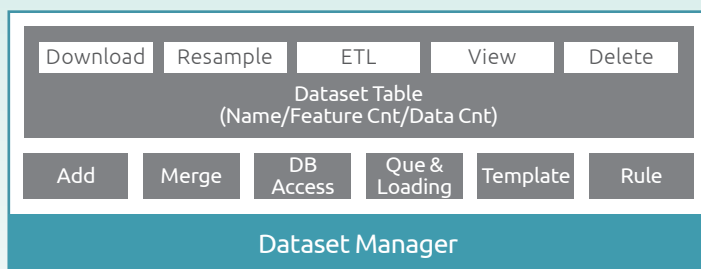 Download Resample ETL View Delete
Dataset Table
(Name/Feature Cnt/Data Cnt)
Add Merge DB Access Que & Loading Template Rule
Dataset Manager